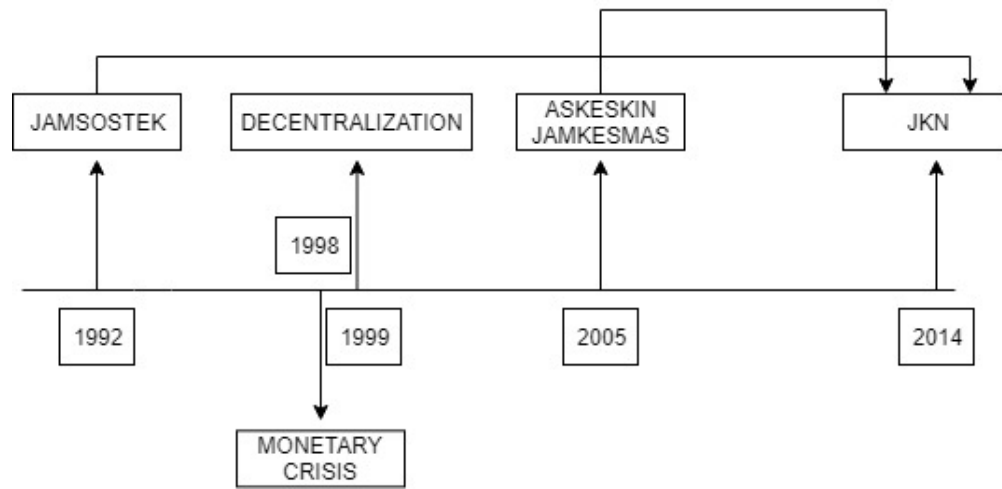 JAMSOSTEK
DECENTRALIZATION
ASKESKIN
JAMKESMAS
JKN
1998
1992
1999
2005
2014
MONETARY
CRISIS